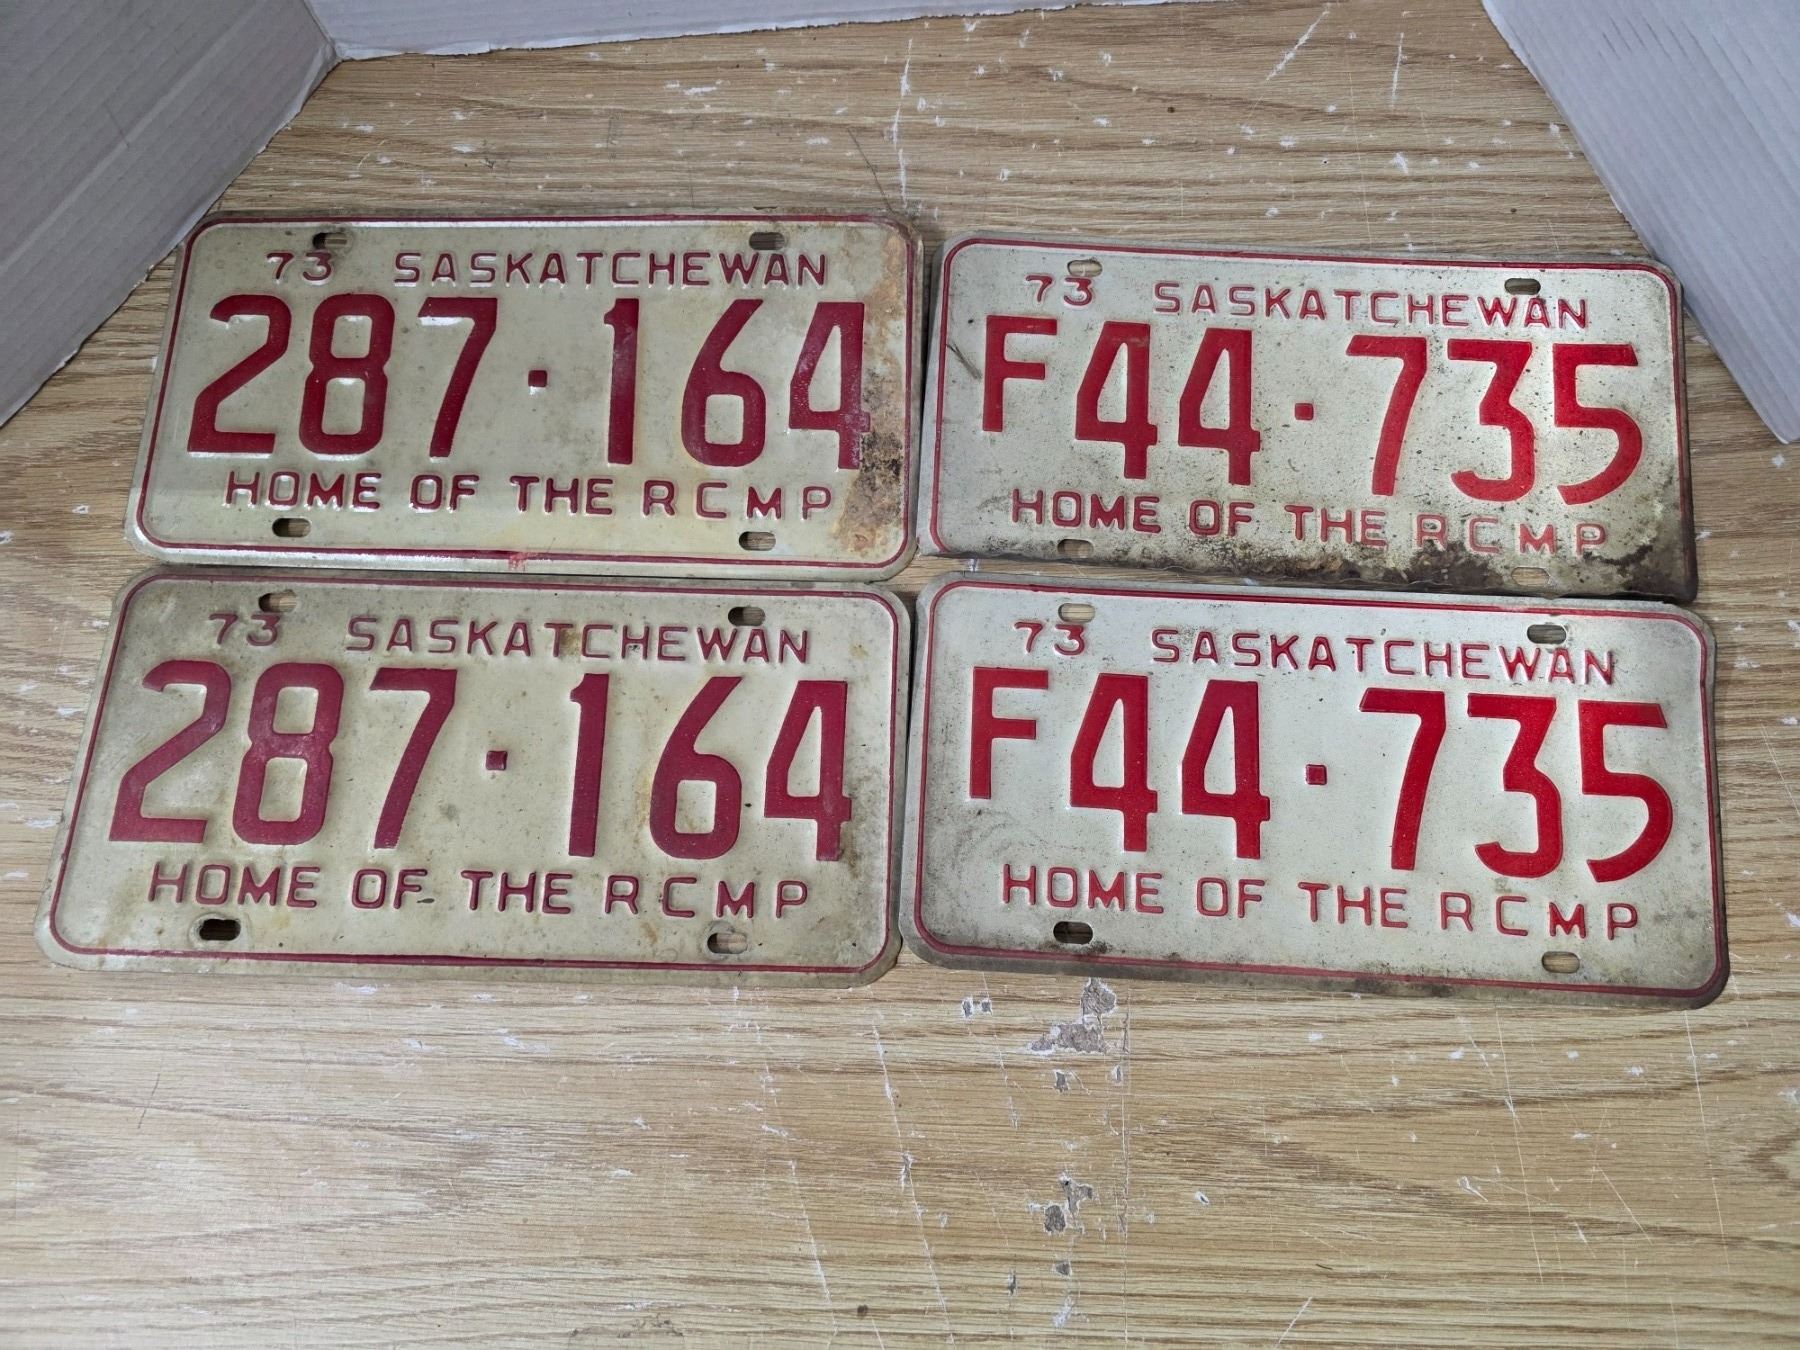 73 SASKATCHEWAN
287·164
HOME OF THE RCMP
73 SASKATCHEWAN
F44·735
HOME OF THE RCMP
73 SASKATCHEWAN
287·164
HOME OF THE RCMP
73 SASKATCHEWAN
F44·735
HOME OF THE RCMP